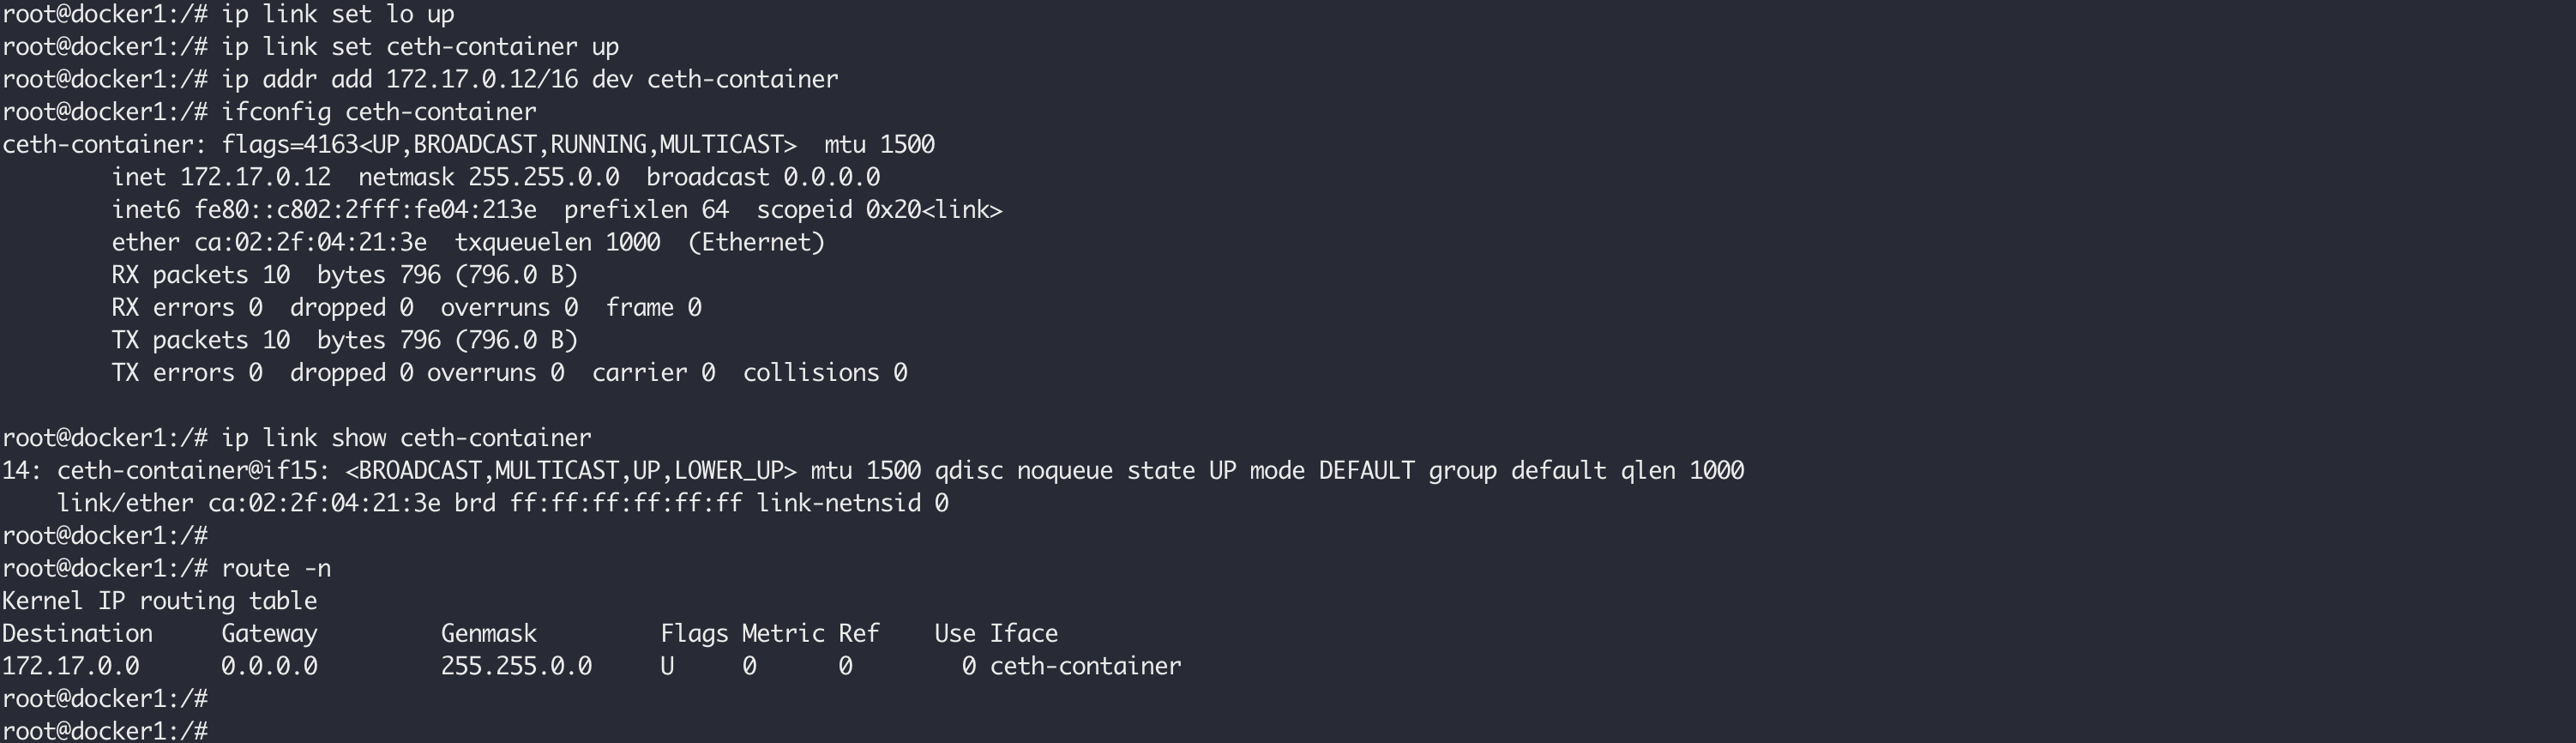 root@docker1:/# ip link set lo up
root@docker1:/# ip link set ceth-container up
root@docker1:/# ip addr add 172.17.0.12/16 dev ceth-container
root@docker1:/# ifconfig ceth-container
ceth-container: flags=4163<UP,BROADCAST,RUNNING,MULTICAST>  mtu 1500
        inet 172.17.0.12  netmask 255.255.0.0  broadcast 0.0.0.0
        inet6 fe80::c802:2fff:fe04:213e  prefixlen 64  scopeid 0x20<link>
        ether ca:02:2f:04:21:3e  txqueuelen 1000  (Ethernet)
        RX packets 10  bytes 796 (796.0 B)
        RX errors 0  dropped 0  overruns 0  frame 0
        TX packets 10  bytes 796 (796.0 B)
        TX errors 0  dropped 0 overruns 0  carrier 0  collisions 0

root@docker1:/# ip link show ceth-container
14: ceth-container@if15: <BROADCAST,MULTICAST,UP,LOWER_UP> mtu 1500 qdisc noqueue state UP mode DEFAULT group default qlen 1000
    link/ether ca:02:2f:04:21:3e brd ff:ff:ff:ff:ff:ff link-netnsid 0
root@docker1:/#
root@docker1:/# route -n
Kernel IP routing table
Destination     Gateway         Genmask         Flags Metric Ref    Use Iface
172.17.0.0      0.0.0.0         255.255.0.0     U     0      0        0 ceth-container
root@docker1:/#
root@docker1:/#